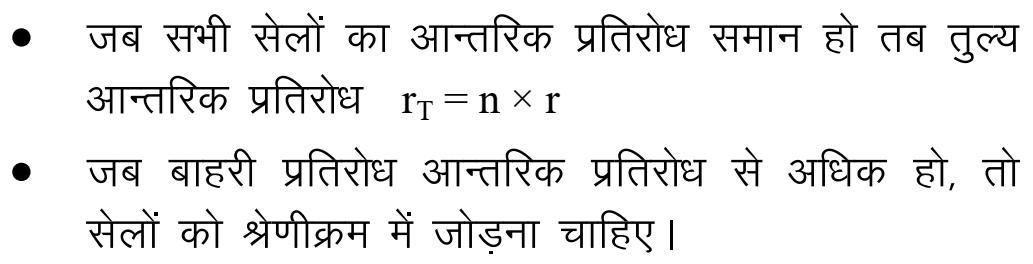 ● जब सभी सेलों का आन्तरिक प्रतिरोध समान हो तब तुल्य
आन्तरिक प्रतिरोध r_T = n × r
● जब बाहरी प्रतिरोध आन्तरिक प्रतिरोध से अधिक हो, तो
सेलों को श्रेणीक्रम में जोड़ना चाहिए।